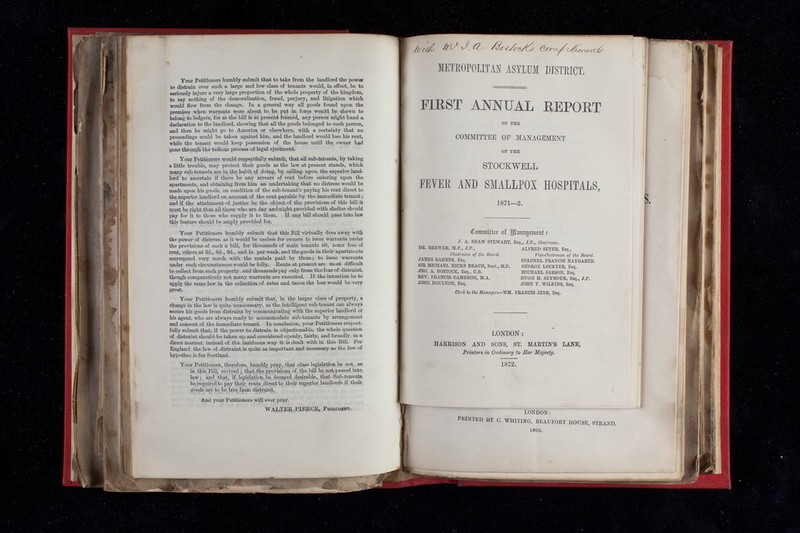 Your Petitioners humbly submit that to take from the landlord the power
to distrain over such a large and low class of tenants would, in effect, be to
seriously injure a very large proportion of the whole property of the kingdom,
to say nothing of the demoralization, fraud, perjury, and litigation which
would flow from the change. In a general way all goods found upon the
premises when warrants were about to be put in force would be shewn to
belong to lodgers, for as the bill is at present framed, any person might hand a
declaration to the landlord, showing that all the goods belonged to such person,
and then he might go to America or elsewhere, with a certainty that no
proceedings could be taken against him, and the landlord would lose his rent,
while the tenant would keep possession of the house until the owner had
gone through the tedious process of legal ejectment.
Your Petitioners would respectfully submit, that all sub-tenants, by taking
a little trouble, may protect their goods as the law at present stands, which
many sub-tenants are in the habit of doing, by calling upon the superior land-
lord to ascertain if there be any arrears of rent before entering upon the
apartments, and obtaining from him an undertaking that no distress would be
made upon his goods, on condition of the sub-tenant's paying his rent direct to
the superior landlord on account of the rent payable by the immediate tenant;
and if the attainment of justice be the object of the provisions of this bill it
must be right that all those who are day and night provided with shelter should
pay for it to those who supply it to them. If any bill should pass into law
this feature should be amply provided for.
Your Petitioners humbly submit that this Bill virtually does away with
the power of distress, as it would be useless for owners to issue warrants under
the provisions of such a bill, for thousands of main tenants sit, some free of
rent, others at 3d., 6d., 9d., and 1s. per week, and the goods in their apartments
correspond very much with the rentals paid by them; to issue warrants
under such circumstances would be folly. Rents at present are most difficult
to collect from such property, and thousands pay only from the fear of distraint,
though comparatively not many warrants are executed. If the intention be to
apply the same law in the collection of rates and taxes the loss would be very
great.
Your Petitioners humbly submit that, in the larger class of property, a
change in the law is quite unnecessary, as the intelligent sub-tenant can always
secure his goods from distraint by communicating with the superior landlord or
his agent, who are always ready to accommodate sub-tenants by arrangement
and consent of the immediate tenant. In conclusion, your Petitioners respect-
fully submit that, if the power to distrain is objectionable, the whole question
of distraint should be taken up and considered openly, fairly, and broadly, in a
direct manner, instead of the insidious way it is dealt with in this Bill. For
England the law of distraint is quite as important and necessary as the law of
hypothec is for Scotland.
Your Petitioners, therefore, humbly pray, that class legislation be not, as
in this Bill, revived; that the provisions of the bill be not passed into
law; and that, if legislation be deemed desirable, that Sub-tenants
be required to pay their rents direct to their superior landlords if their
goods are to be free from distraint.
And your Petitioners will ever pray.
WALTER PIERCE, President.
With Mr J. A. Bostock's Compliments
METROPOLITAN ASYLUM DISTRICT.
FIRST ANNUAL REPORT
OF THE
COMMITTEE OF MANAGEMENT
OF THE
STOCKWELL
FEVER AND SMALLPOX HOSPITALS,
1871—2.
Committee of Management:
J. A. SHAW STEWART, Esq., J.P., Chairman.
DR. BREWER, M.P., J.P., ALFRED SUTER, Esq.,
Chairman of the Board. Vice-Chairman of the Board.
JAMES BARNES, Esq. COLONEL FRANCIS HAYGARTH.
SIR MICHAEL HICKS BEACH, Bart., M.P. GEORGE LOCKYER, Esq.
JNO. A. BOSTOCK, Esq., C.B. MICHAEL SARSON, Esq.
REV. FRANCIS CAMERON, M.A. HUGH H. SEYMOUR, Esq., J.P.
JOHN DOULTON, Esq. JOHN T. WILKINS, Esq.
Clerk to the Managers—WM. FRANCIS JEBB, Esq.
LONDON:
HARRISON AND SONS, ST. MARTIN'S LANE,
Printers in Ordinary to Her Majesty.
1872.
S.
LONDON:
PRINTED BY C. WHITING, BEAUFORT HOUSE, STRAND.